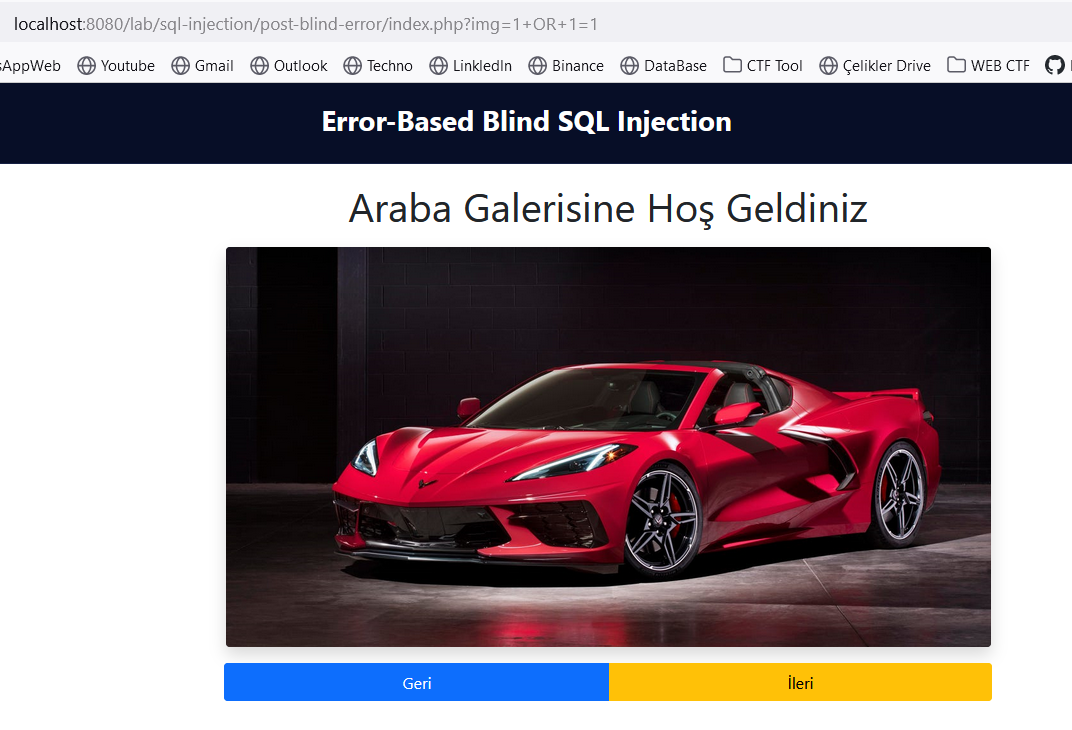 localhost:8080/lab/sql-injection/post-blind-error/index.php?img=1+OR+1=1
sAppWeb Youtube Gmail Outlook Techno LinkledIn Binance DataBase CTF Tool Çelikler Drive WEB CTF
Error-Based Blind SQL Injection
Araba Galerisine Hoş Geldiniz
Geri İleri